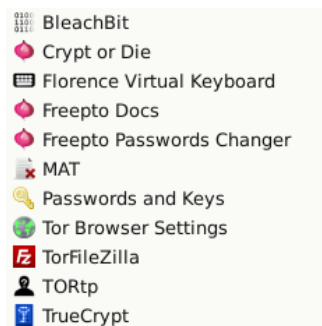 BleachBit
Crypt or Die
Florence Virtual Keyboard
Freepto Docs
Freepto Passwords Changer
MAT
Passwords and Keys
Tor Browser Settings
TorFileZilla
TORtp
TrueCrypt